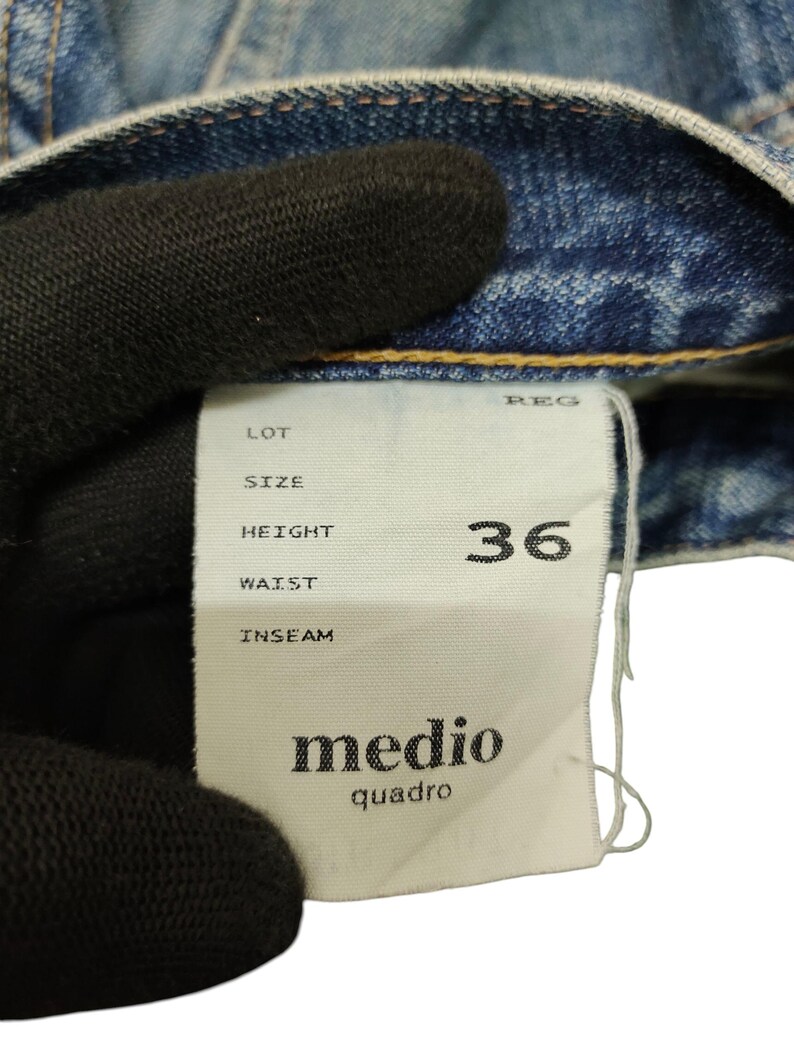 REG
LOT
SIZE
HEIGHT 36
WAIST
INSEAM
medio
quadro